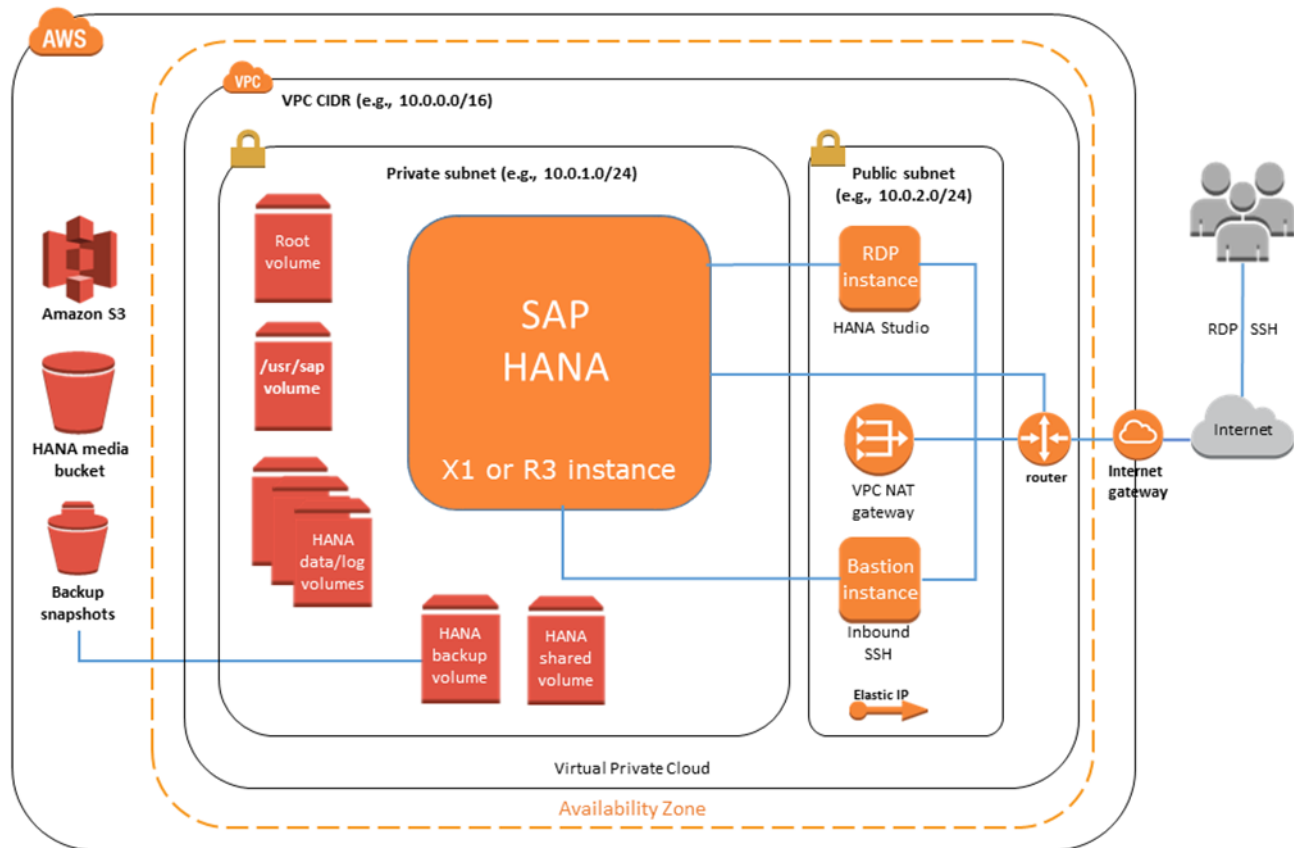 AWS
VPC
VPC CIDR (e.g., 10.0.0.0/16)
Private subnet (e.g., 10.0.1.0/24)
Public subnet
(e.g., 10.0.2.0/24)
Root
volume
/usr/sap
volume
HANA
data/log
volumes
HANA
backup
volume
HANA
shared
volume
SAP
HANA
X1 or R3 instance
RDP
instance
HANA Studio
VPC NAT
gateway
Bastion
instance
Inbound
SSH
Elastic IP
router
Internet
gateway
Internet
RDP
SSH
Amazon S3
HANA media
bucket
Backup
snapshots
Virtual Private Cloud
Availability Zone